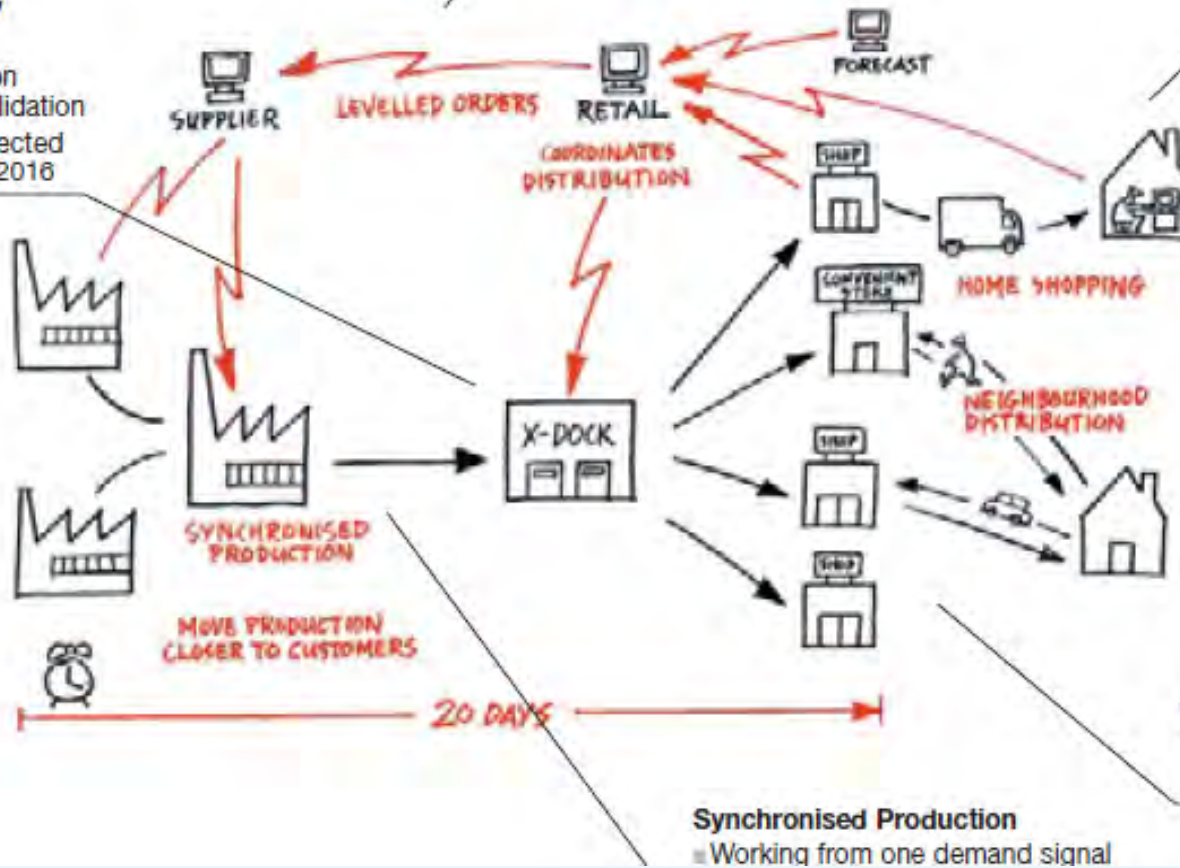 on
lidation
ected
2016
FORECAST
SUPPLIER
LEVELLED ORDERS
RETAIL
COORDINATES
DISTRIBUTION
SHOP
HOME SHOPPING
CONVENIENT
STORE
NEIGHBOURHOOD
DISTRIBUTION
X-DOCK
SHOP
SYNCHRONISED
PRODUCTION
SHOP
MOVE PRODUCTION
CLOSER TO CUSTOMERS
20 DAYS
Synchronised Production
Working from one demand signal